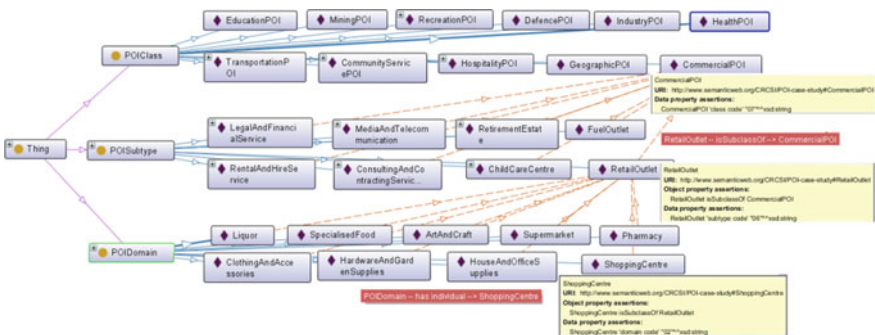 EducationPOI
MiningPOI
RecreationPOI
DefencePOI
IndustryPOI
HealthPOI
POIClass
TransportationP
OI
CommunityServic
ePOI
HospitalityPOI
GeographicPOI
CommercialPOI
CommercialPOI
URI: http://www.semanticweb.org/CRCSI/POI-case-study#CommercialPOI
Data property assertions:
CommercialPOI 'class code' "07"^^xsd:string
LegalAndFinanci
alService
MediaAndTelecom
munication
RetirementEstat
e
FuelOutlet
RetailOutlet -- isSubclassOf --> CommercialPOI
Thing
POISubtype
RentalAndHireSe
rvice
ConsultingAndCo
ntractingServic...
ChildCareCentre
RetailOutlet
RetailOutlet
URI: http://www.semanticweb.org/CRCSI/POI-case-study#RetailOutlet
Object property assertions:
RetailOutlet isSubclassOf CommercialPOI
Data property assertions:
RetailOutlet 'subtype code' "06"^^xsd:string
Liquor
SpecialisedFood
ArtAndCraft
Supermarket
Pharmacy
POIDomain
ClothingAndAcce
ssories
HardwareAndGar
denSupplies
HouseAndOfficeS
upplies
ShoppingCentre
POIDomain -- has individual --> ShoppingCentre
ShoppingCentre
URI: http://www.semanticweb.org/CRCSI/POI-case-study#ShoppingCentre
Object property assertions:
ShoppingCentre isSubclassOf RetailOutlet
Data property assertions:
ShoppingCentre 'domain code' "02"^^xsd:string